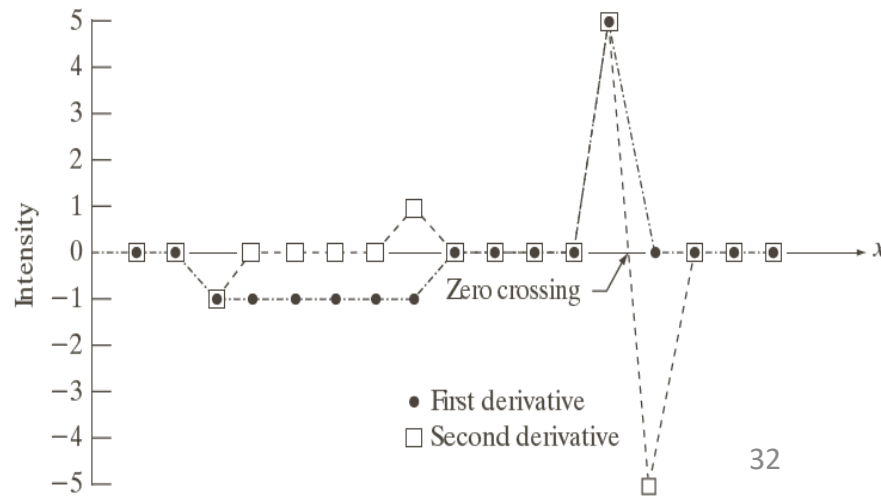 5
4
3
2
1
0
−1
−2
−3
−4
−5
Intensity
x
Zero crossing
First derivative
Second derivative
32